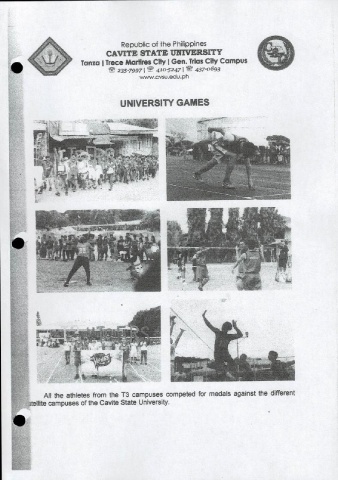 Republic of the Philippines
CAVITE STATE UNIVERSITY
Tanza | Trece Martires City | Gen. Trias City Campus
☏ 235-7997 | ☏ 410-5247 | ☏ 437-0693
www.cvsu.edu.ph
UNIVERSITY GAMES
All the athletes from the T3 campuses competed for medals against the different
satellite campuses of the Cavite State University.